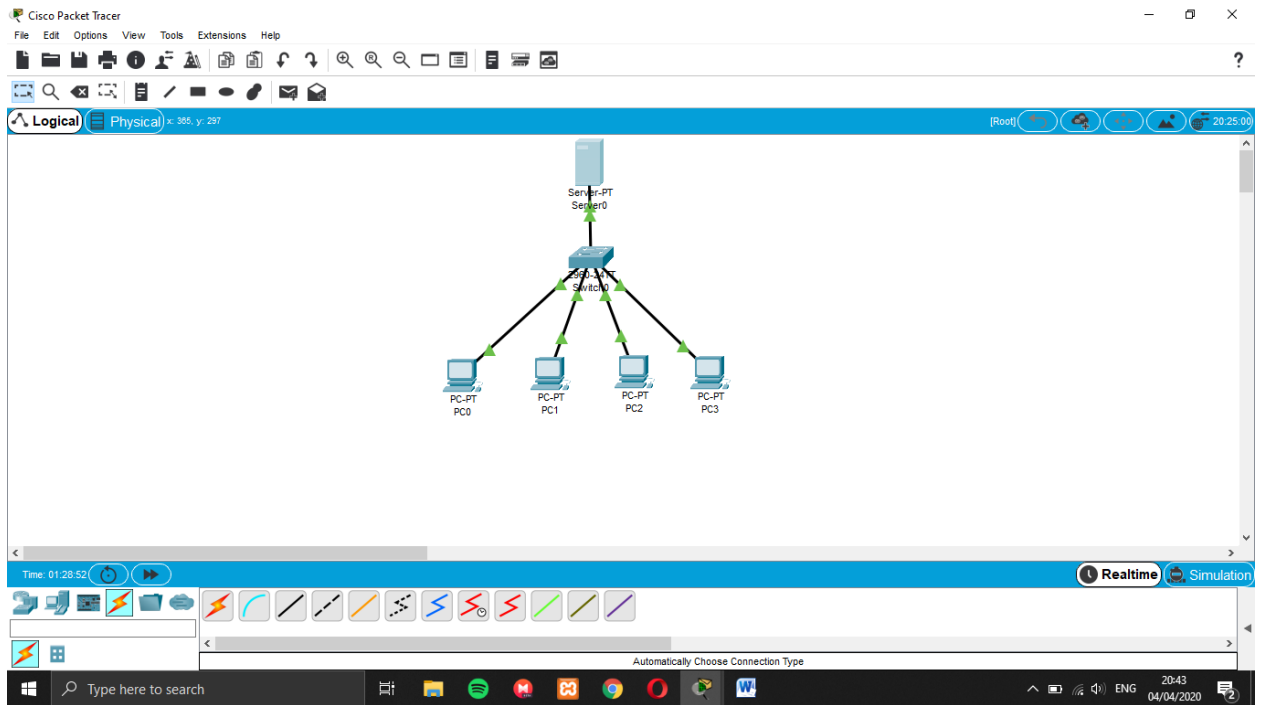 Cisco Packet Tracer
File Edit Options View Tools Extensions Help
?
Logical Physical x: 385, y: 297 [Root] 20:25:00
Server-PT
Server0
2960-24TT
Switch0
PC-PT
PC0
PC-PT
PC1
PC-PT
PC2
PC-PT
PC3
Time: 01:28:52 Realtime Simulation
Automatically Choose Connection Type
Type here to search ENG 20:43
04/04/2020 2